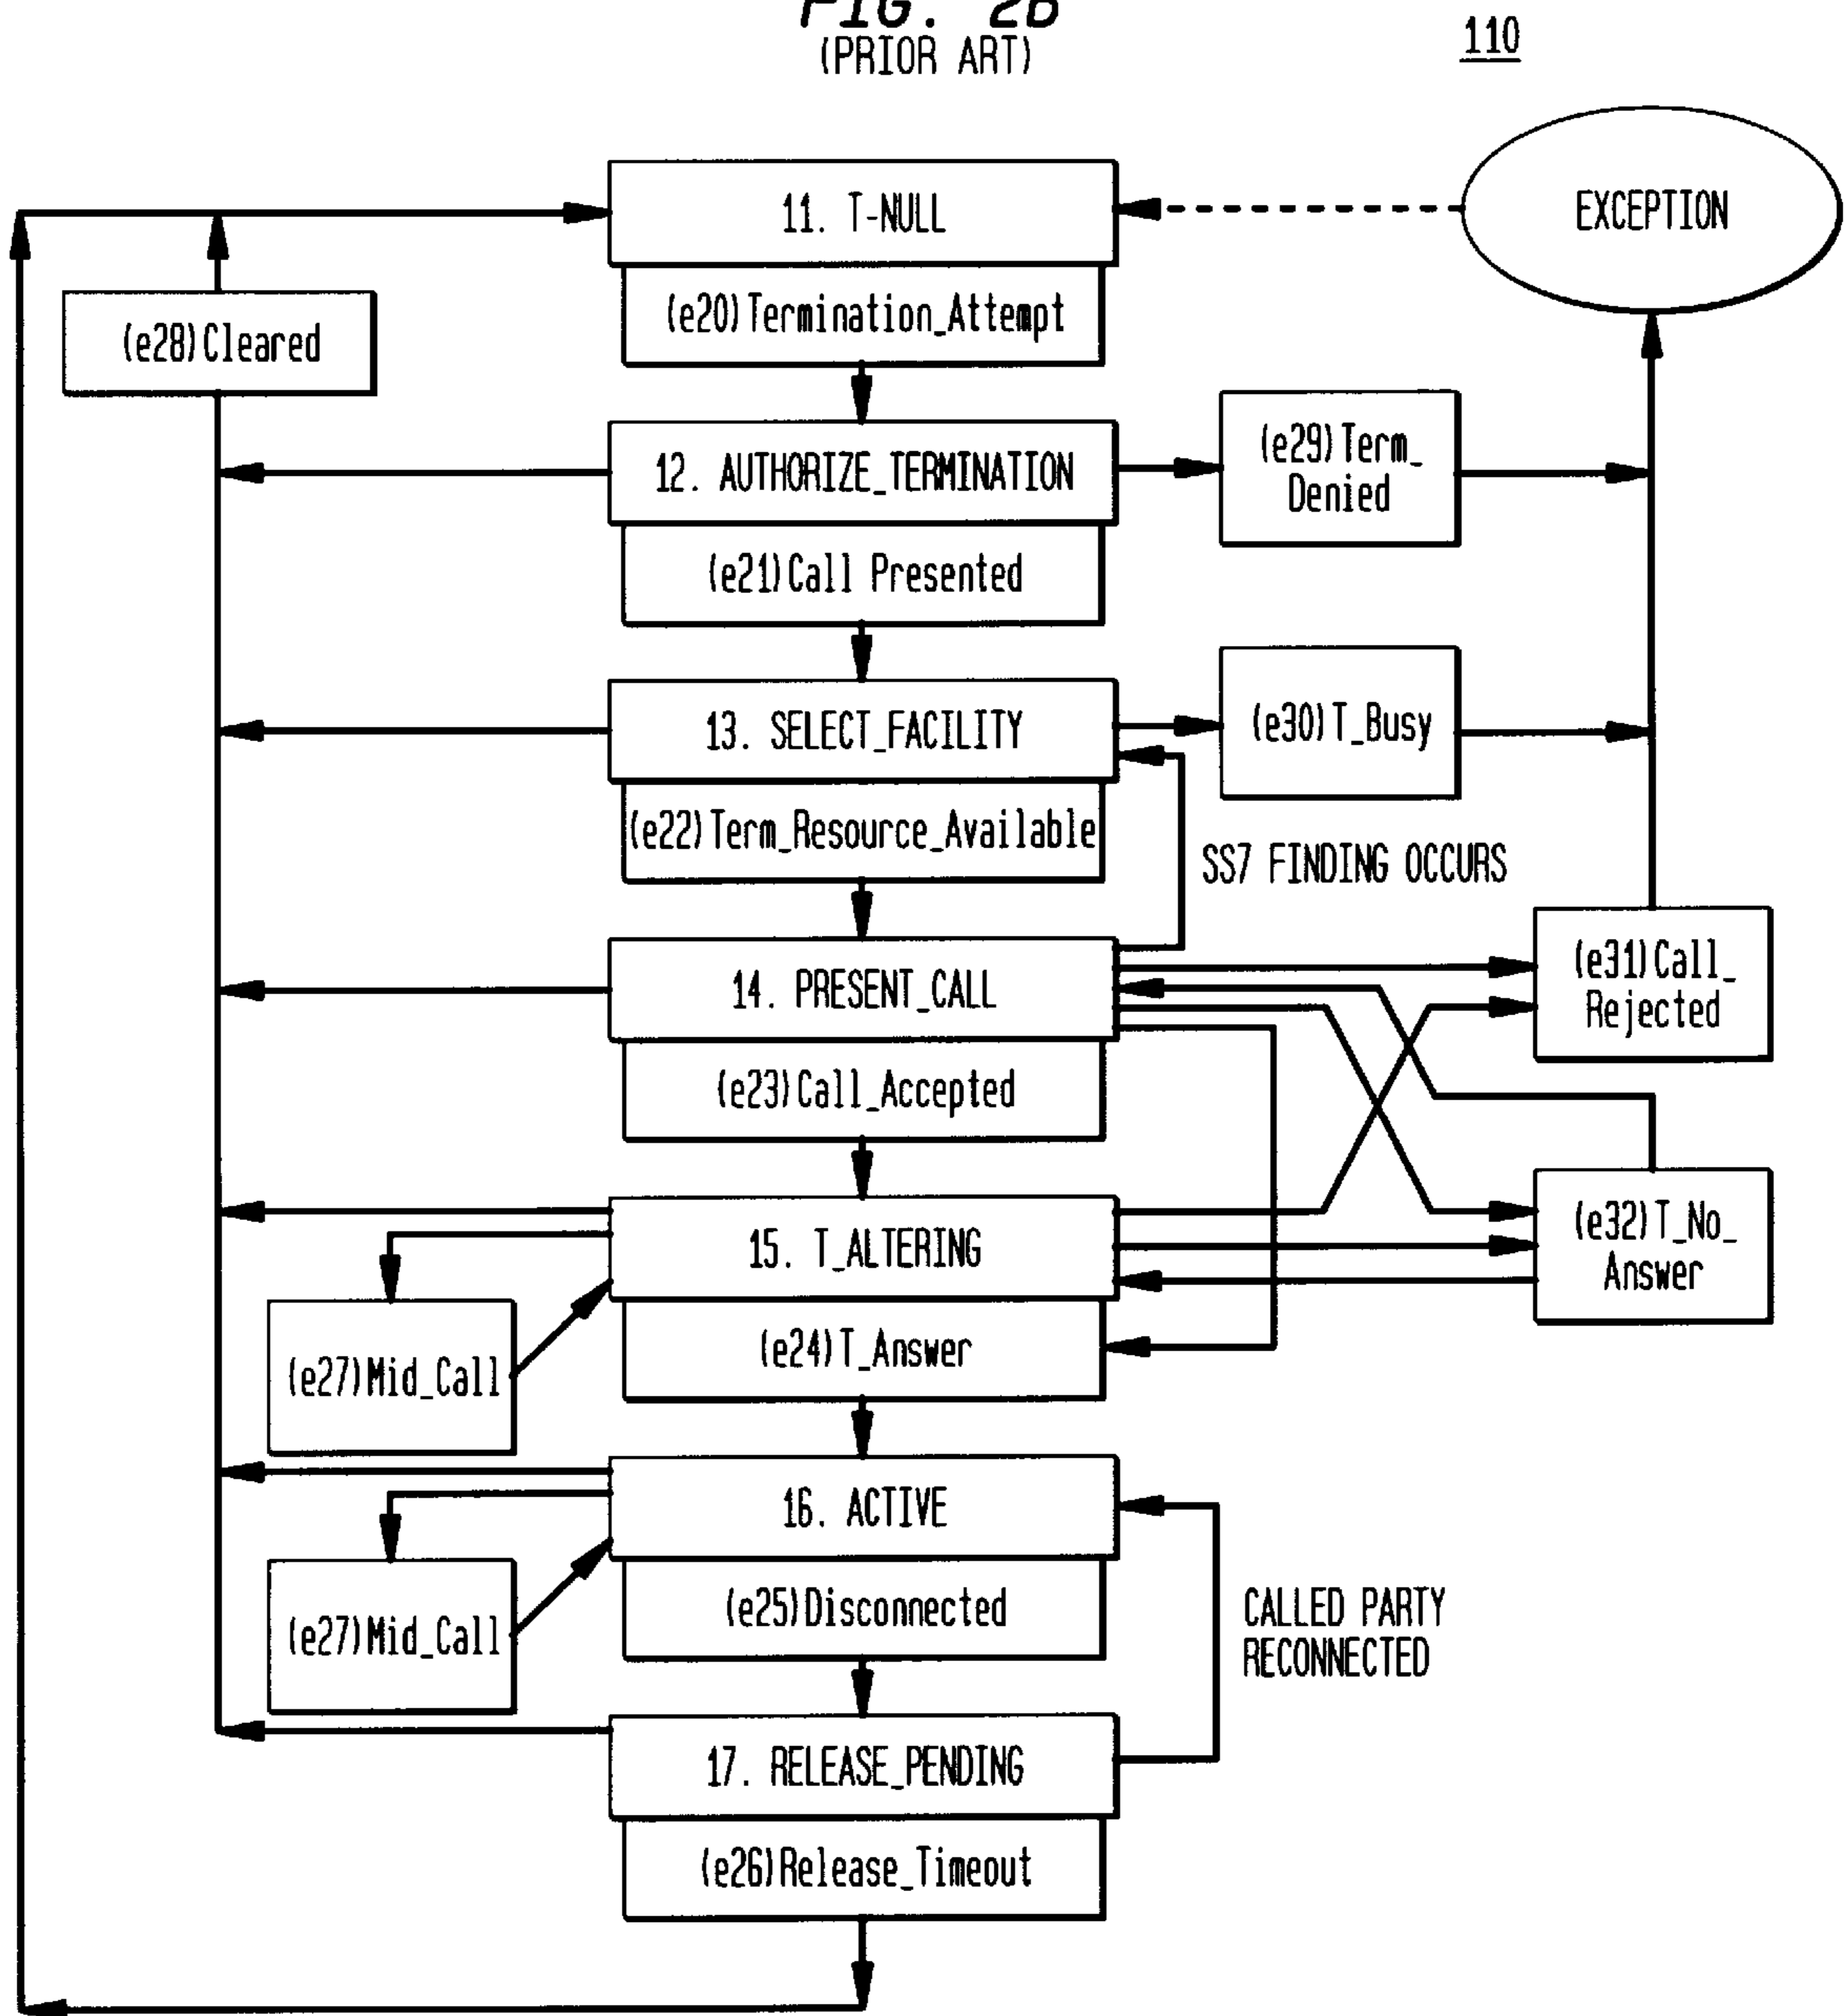 FIG. 2B
(PRIOR ART)
110
11. T-NULL
EXCEPTION
(e20)Termination_Attempt
(e28)Cleared
12. AUTHORIZE_TERMINATION
(e29)Term_
Denied
(e21)Call Presented
13. SELECT_FACILITY
(e30)T_Busy
(e22)Term_Resource_Available
SS7 FINDING OCCURS
14. PRESENT_CALL
(e31)Call_
Rejected
(e23)Call_Accepted
15. T_ALTERING
(e32)T_No_
Answer
(e24)T_Answer
(e27)Mid_Call
16. ACTIVE
(e25)Disconnected
(e27)Mid_Call
CALLED PARTY
RECONNECTED
17. RELEASE_PENDING
(e26)Release_Timeout